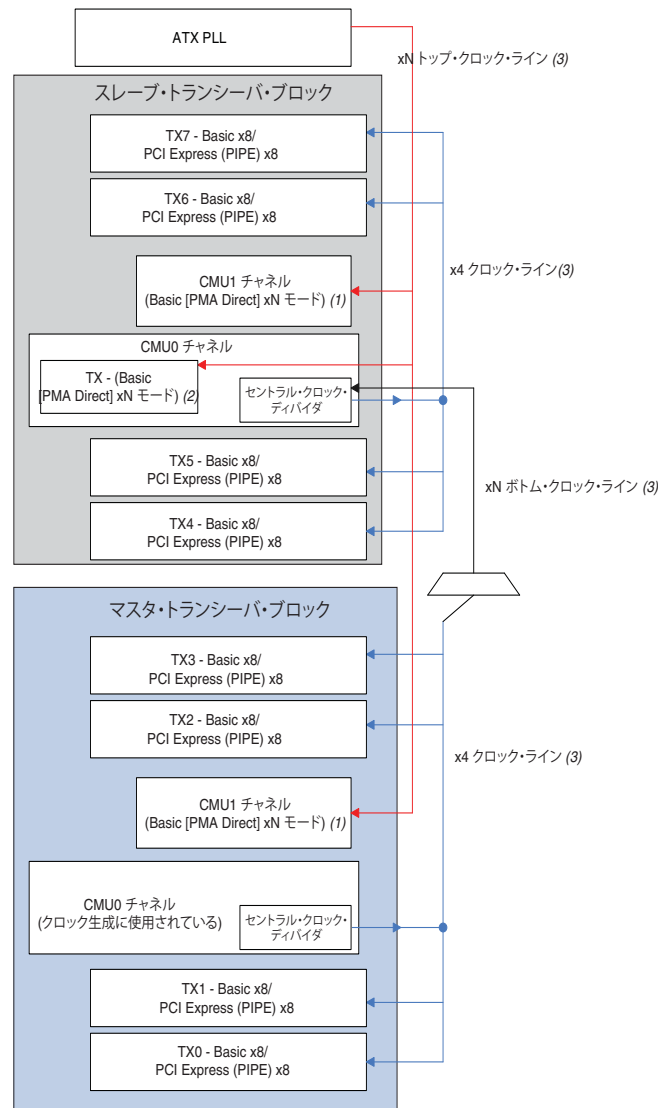 ATX PLL
xN トップ・クロック・ライン (3)
スレーブ・トランシーバ・ブロック
TX7 - Basic x8/
PCI Express (PIPE) x8
TX6 - Basic x8/
PCI Express (PIPE) x8
x4 クロック・ライン(3)
CMU1 チャネル
(Basic [PMA Direct] xN モード) (1)
CMU0 チャネル
TX - (Basic
[PMA Direct] xN モード) (2)
セントラル・クロック・
ディバイダ
TX5 - Basic x8/
PCI Express (PIPE) x8
xN ボトム・クロック・ライン (3)
TX4 - Basic x8/
PCI Express (PIPE) x8
マスタ・トランシーバ・ブロック
TX3 - Basic x8/
PCI Express (PIPE) x8
TX2 - Basic x8/
PCI Express (PIPE) x8
x4 クロック・ライン (3)
CMU1 チャネル
(Basic [PMA Direct] xN モード) (1)
CMU0 チャネル
(クロック生成に使用されている)
セントラル・クロック・
ディバイダ
TX1 - Basic x8/
PCI Express (PIPE) x8
TX0 - Basic x8/
PCI Express (PIPE) x8